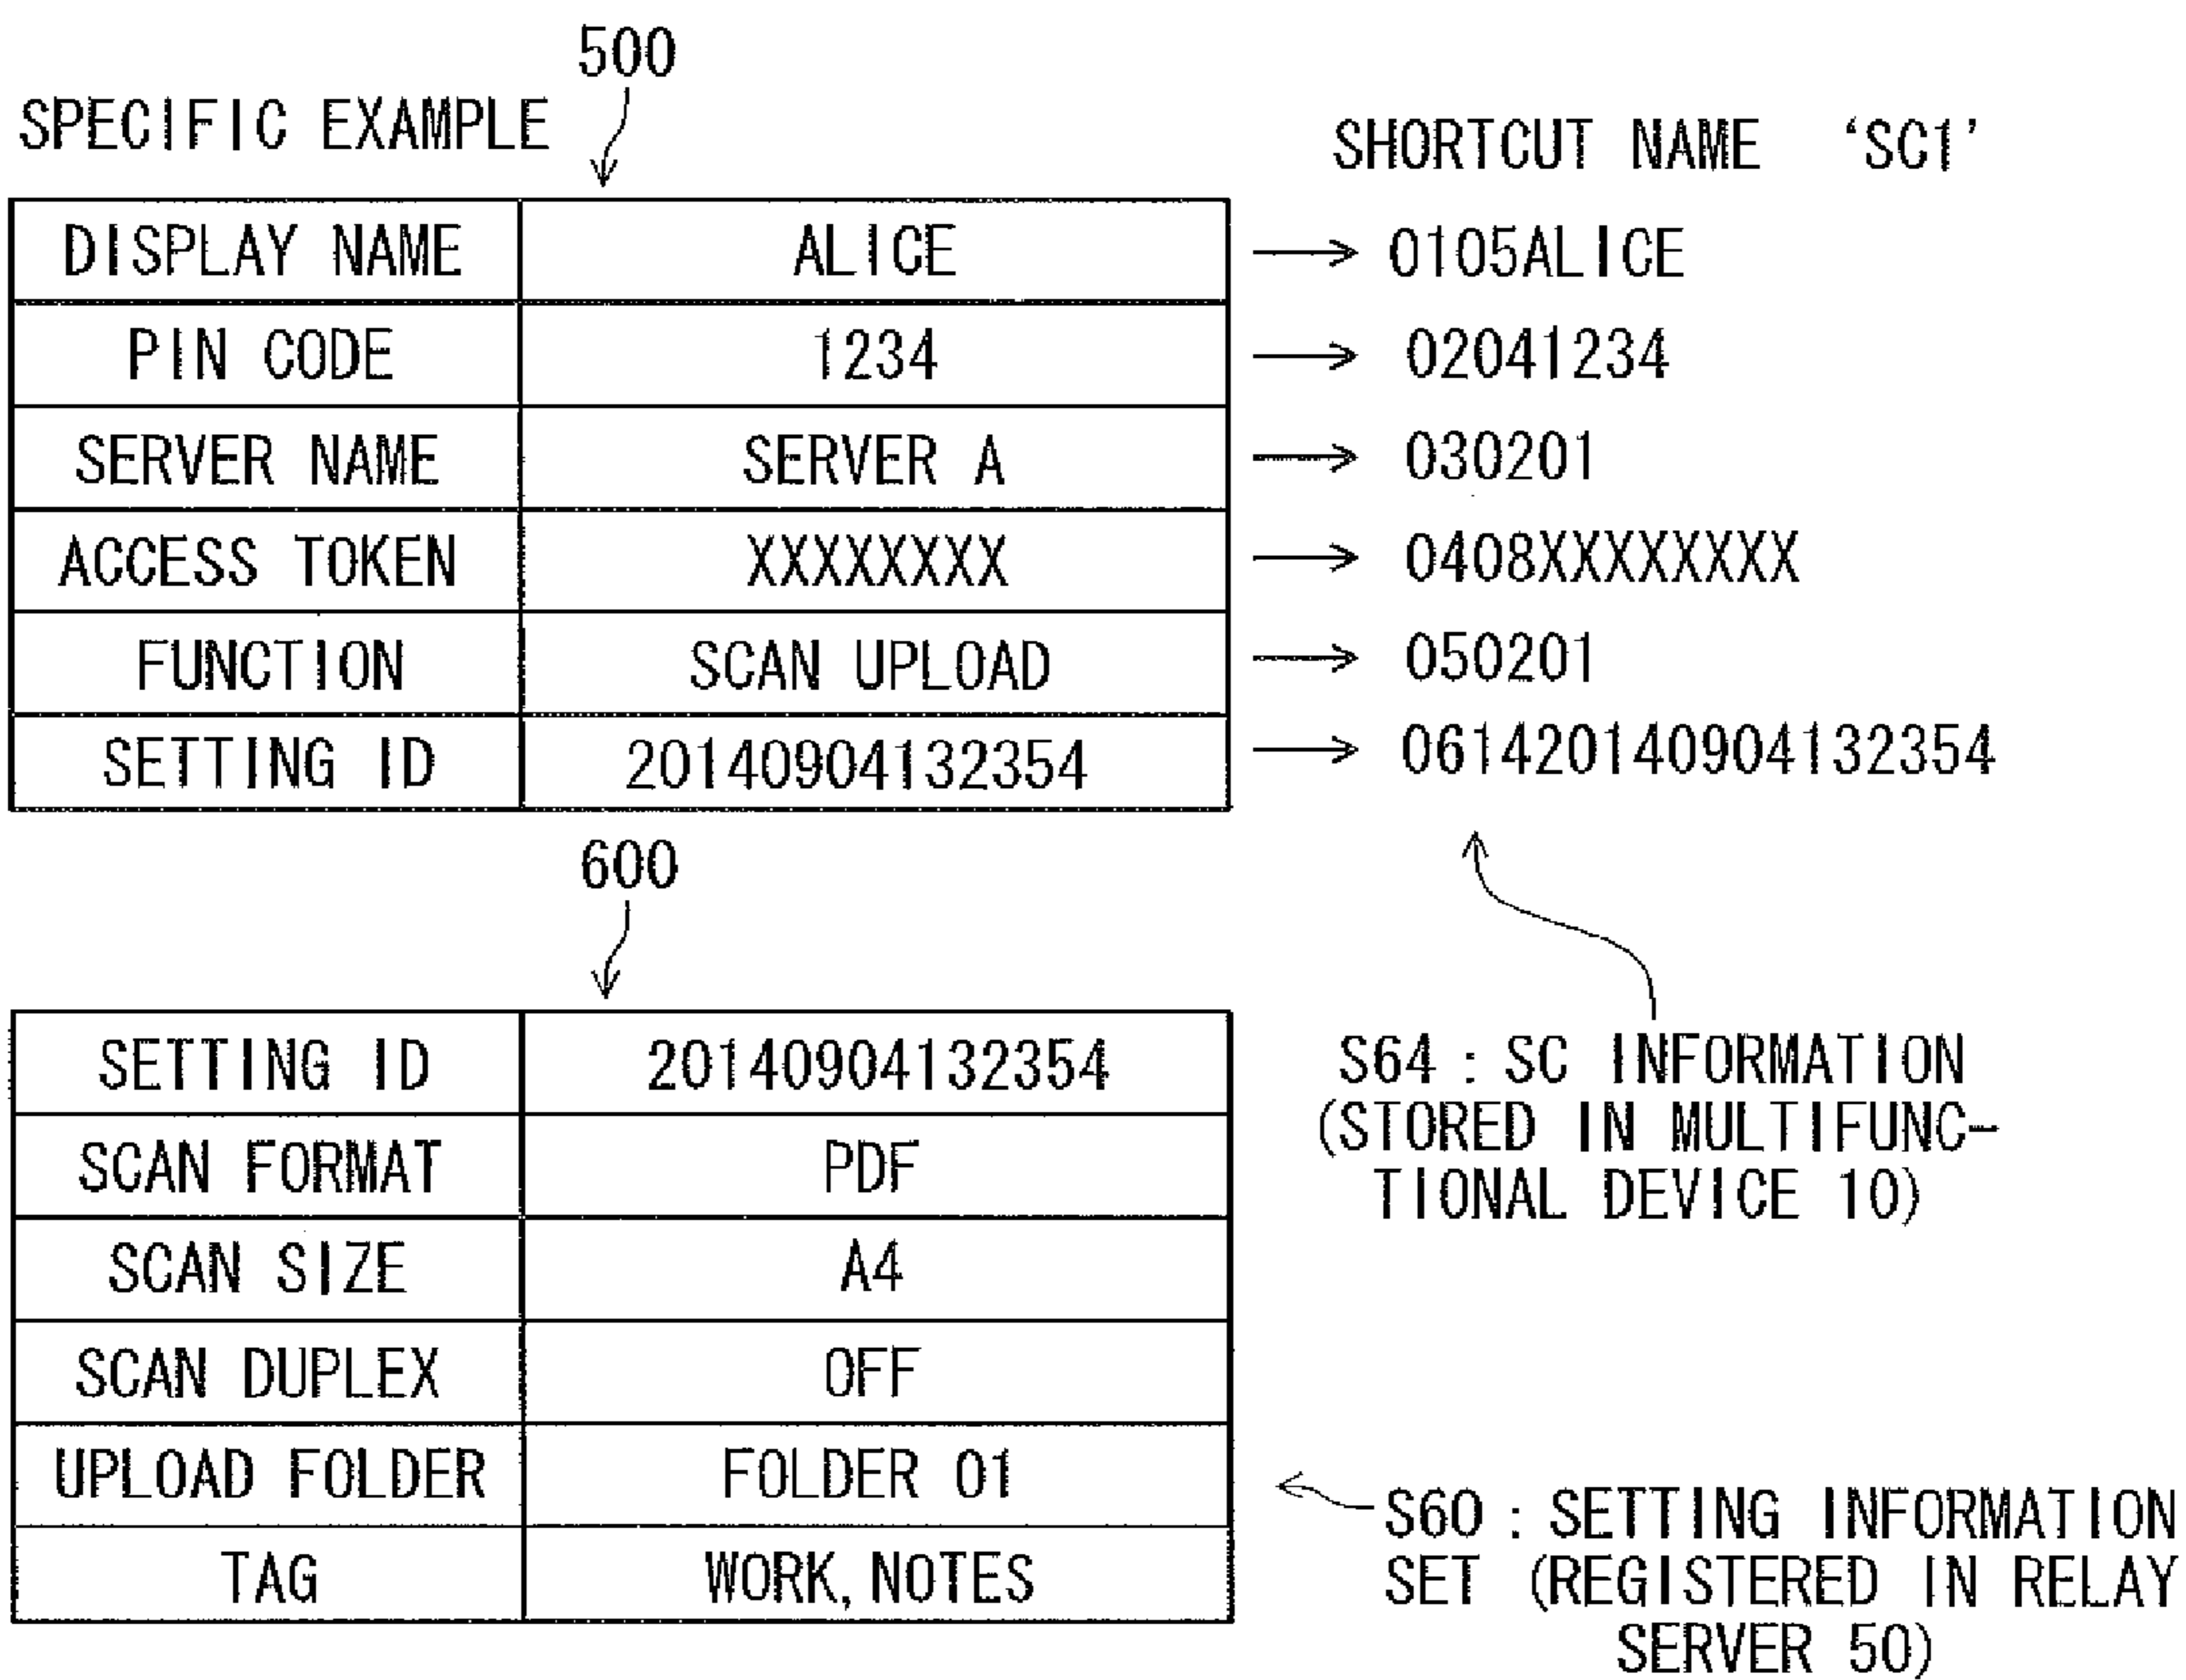 500
SPECIFIC EXAMPLE
SHORTCUT NAME ‘SC1’
DISPLAY NAME ALICE → 0105ALICE
PIN CODE 1234 → 02041234
SERVER NAME SERVER A → 030201
ACCESS TOKEN XXXXXXXX → 0408XXXXXXXX
FUNCTION SCAN UPLOAD → 050201
SETTING ID 20140904132354 → 061420140904132354
600
SETTING ID 20140904132354
SCAN FORMAT PDF
SCAN SIZE A4
SCAN DUPLEX OFF
UPLOAD FOLDER FOLDER 01
TAG WORK, NOTES
S64 : SC INFORMATION
(STORED IN MULTIFUNC-
TIONAL DEVICE 10)
S60 : SETTING INFORMATION
SET (REGISTERED IN RELAY
SERVER 50)